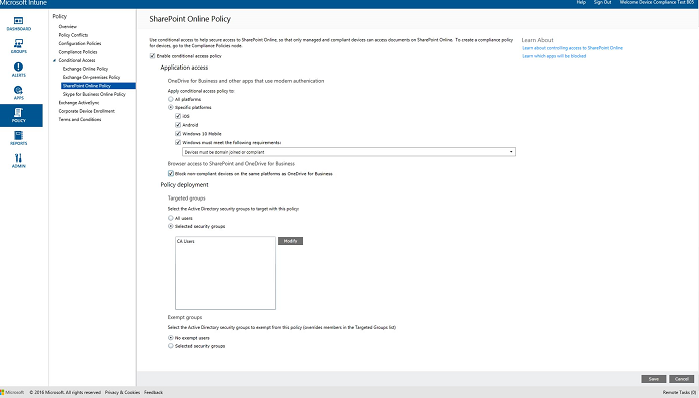 Microsoft Intune
Help Sign Out Welcome Device Compliance Test B05
DASHBOARD
GROUPS
ALERTS
APPS
POLICY
REPORTS
ADMIN
Policy
Overview
Policy Conflicts
Configuration Policies
Compliance Policies
Conditional Access
Exchange Online Policy
Exchange On-premises Policy
SharePoint Online Policy
Skype for Business Online Policy
Exchange ActiveSync
Corporate Device Enrollment
Terms and Conditions
SharePoint Online Policy
Use conditional access to help secure access to SharePoint Online, so that only managed and compliant devices can access documents on SharePoint Online. To create a compliance policy
for devices, go to the Compliance Policies node.
Enable conditional access policy
Application access
OneDrive for Business and other apps that use modern authentication
Apply conditional access policy to:
All platforms
Specific platforms
iOS
Android
Windows 10 Mobile
Windows must meet the following requirements:
Devices must be domain joined or compliant
Browser access to SharePoint and OneDrive for Business
Block non-compliant devices on the same platforms as OneDrive for Business
Policy deployment
Targeted groups
Select the Active Directory security groups to target with this policy:
All users
Selected security groups
CA Users
Modify
Exempt groups
Select the Active Directory security groups to exempt from this policy (overrides members in the Targeted Groups list)
No exempt users
Selected security groups
Learn About
Learn about controlling access to SharePoint Online
Learn which apps will be blocked
Save Cancel
Microsoft © 2016 Microsoft. All rights reserved. Privacy & Cookies Feedback
Remote Tasks (0)